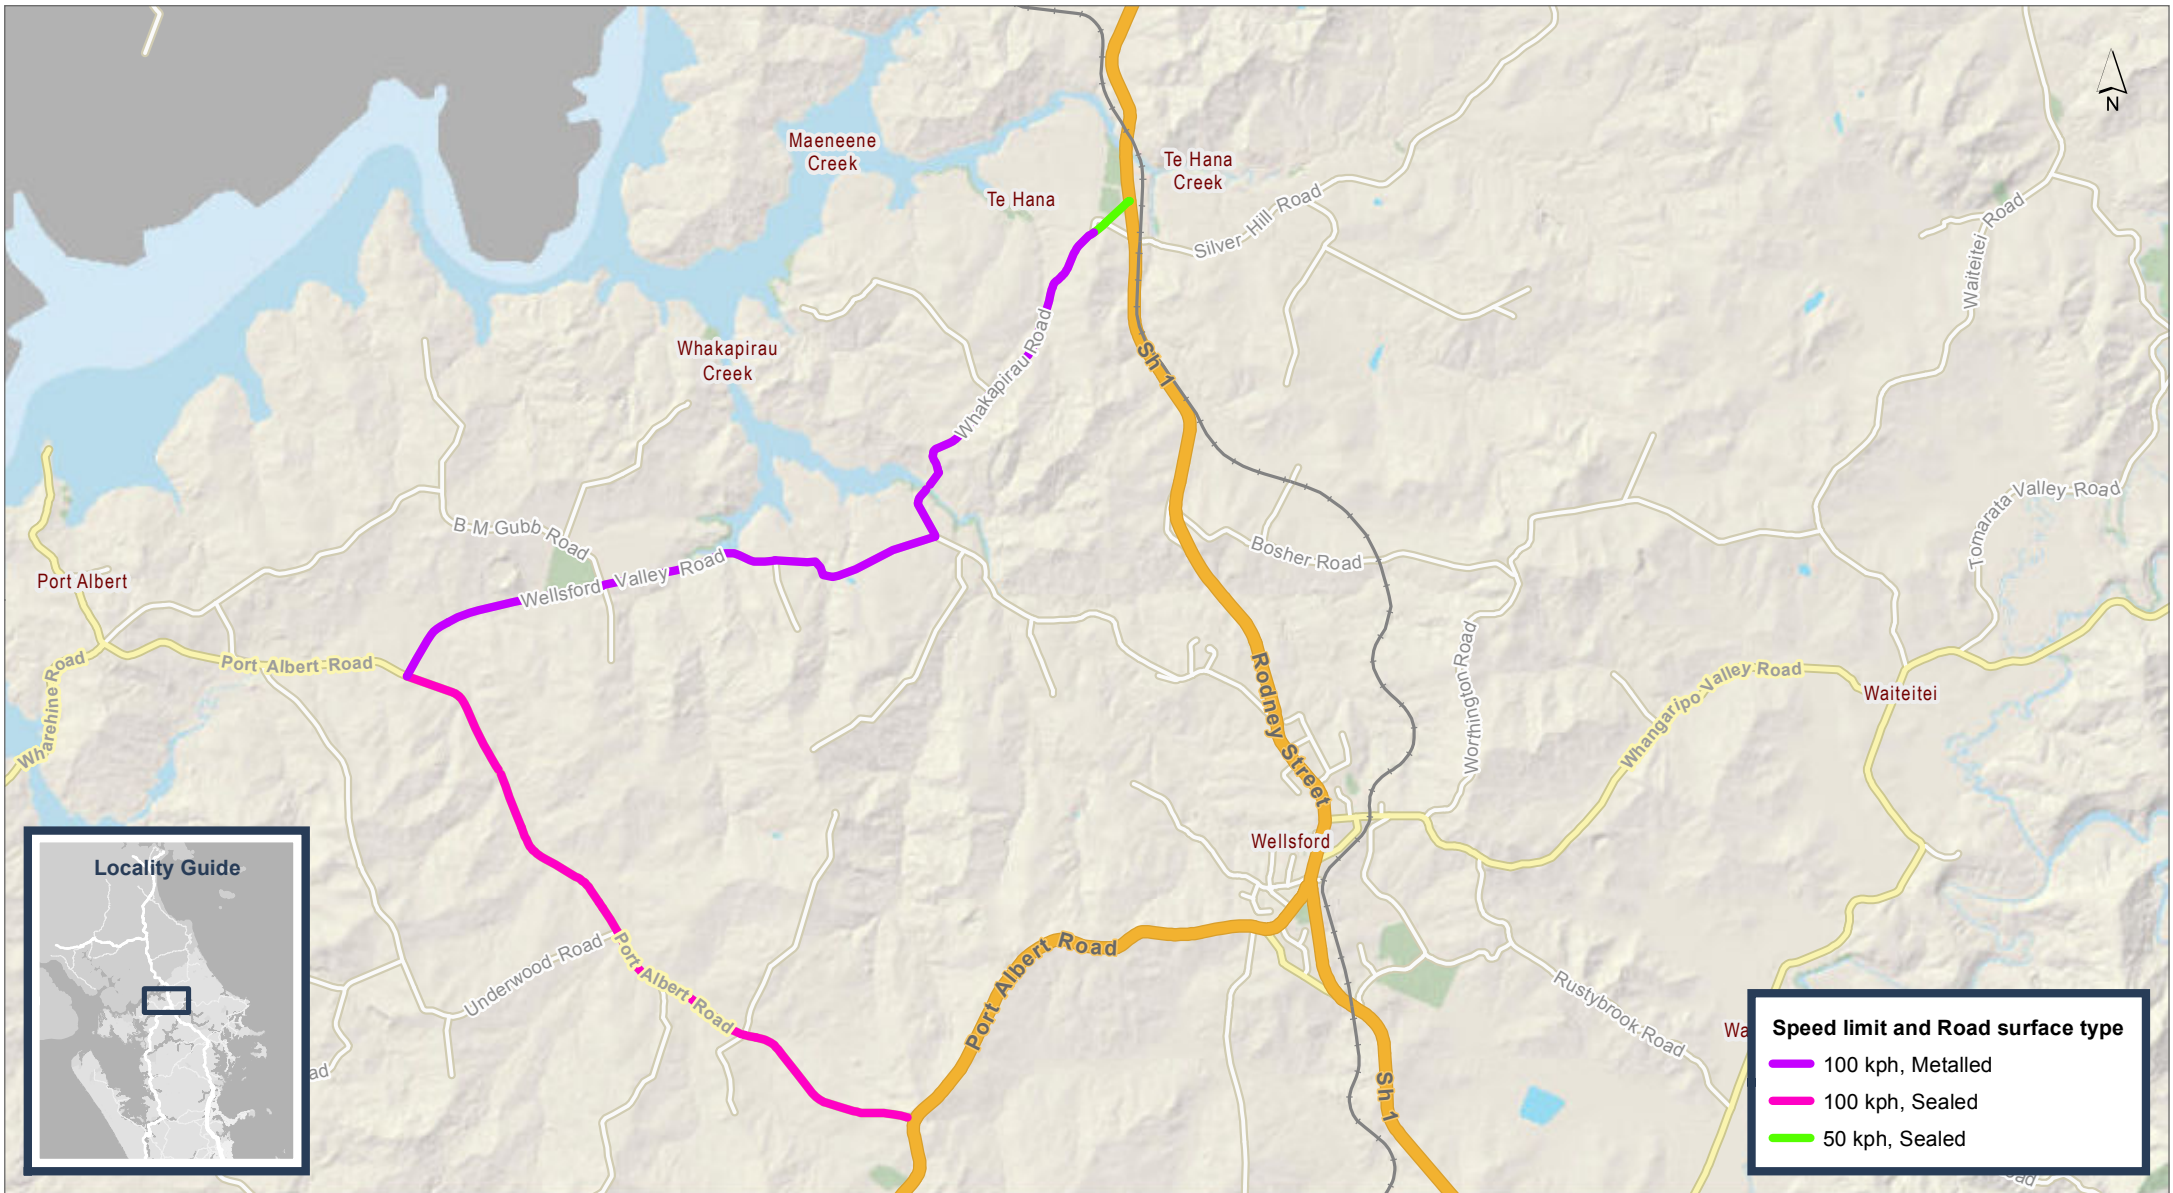 N
Maeneene
Creek
Te Hana
Creek
Te Hana
Silver Hill Road
Waiteitei Road
Whakapirau
Creek
Whakapirau Road
Sh 1
B M Gubb Road
Wellsford Valley Road
Bosher Road
Tomarata Valley Road
Port Albert
Port Albert Road
Wharehine Road
Rodney Street
Worthington Road
Whangaripo Valley Road
Waiteitei
Wellsford
Underwood Road
Port Albert Road
Port Albert Road
Rustybrook Road
Sh 1
Wa
ad
ad
Locality Guide
Speed limit and Road surface type
100 kph, Metalled
100 kph, Sealed
50 kph, Sealed